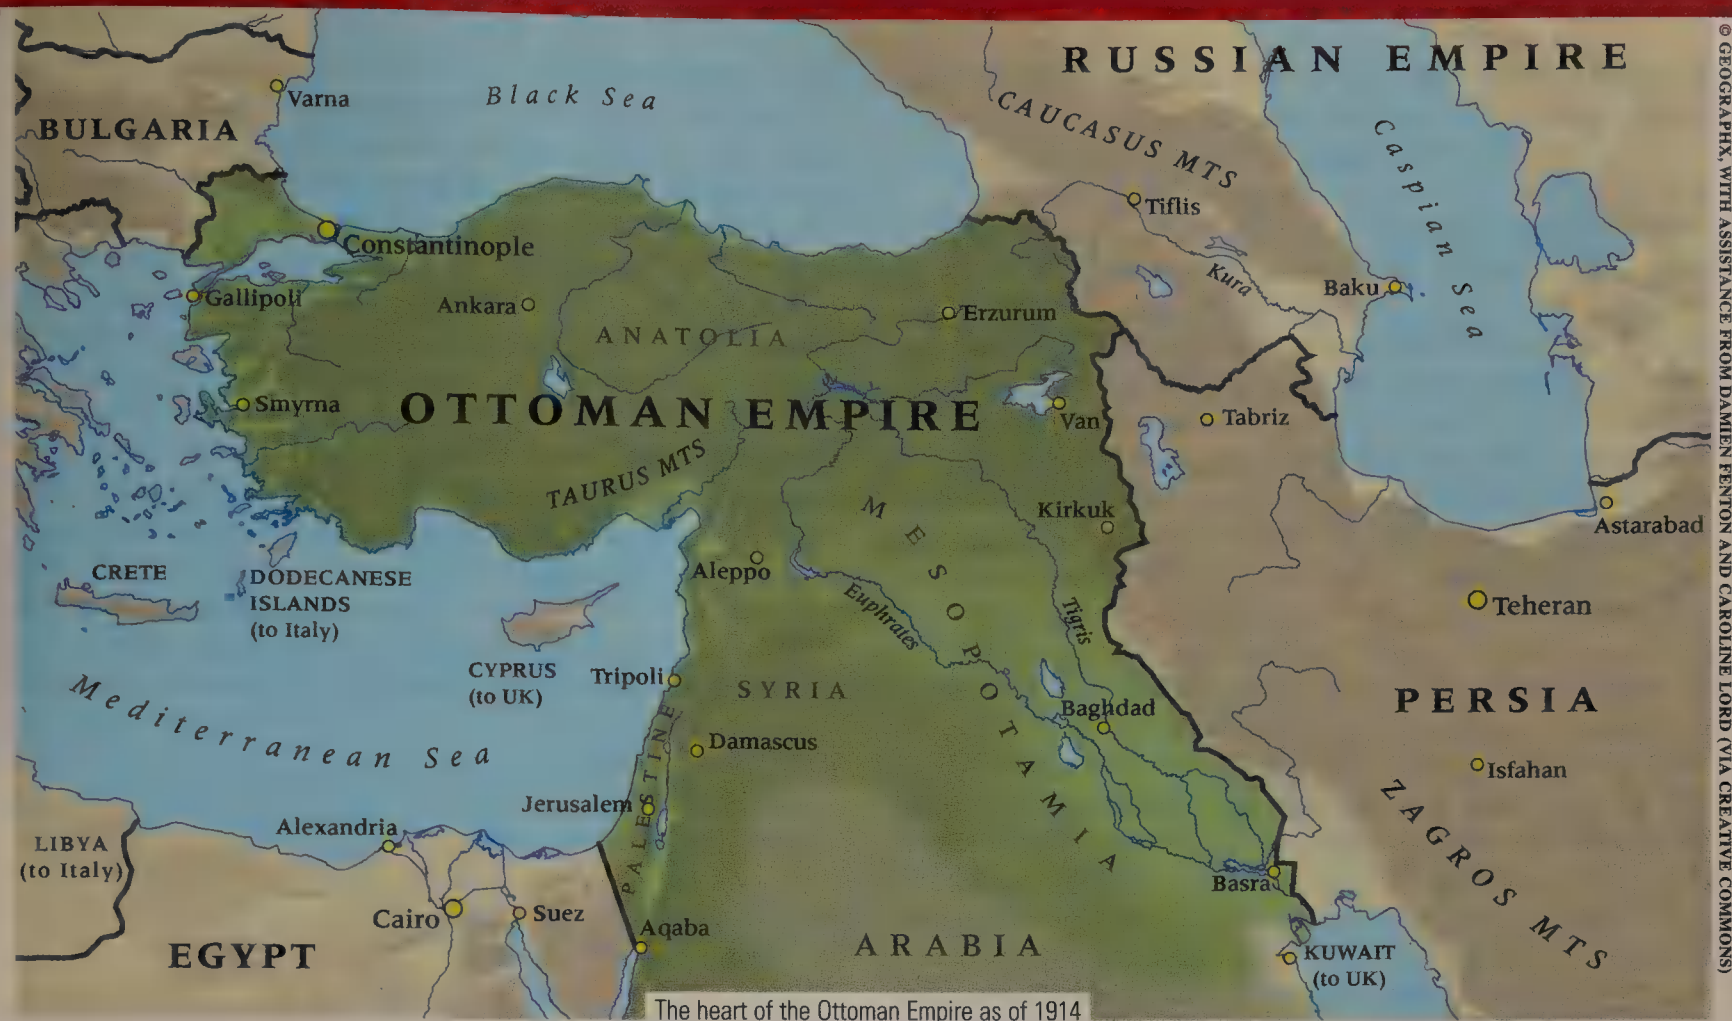 RUSSIAN EMPIRE
Black Sea
Varna
BULGARIA
CAUCASUS MTS
Caspian Sea
Tiflis
Constantinople
Kura
Baku
Gallipoli
Ankara
Erzurum
ANATOLIA
Smyrna
OTTOMAN EMPIRE
Van
Tabriz
TAURUS MTS
MESOPOTAMIA
Kirkuk
Astarabad
CRETE
DODECANESE
ISLANDS
(to Italy)
Aleppo
Euphrates
Tigris
Teheran
CYPRUS
(to UK)
Tripoli
SYRIA
Mediterranean Sea
Baghdad
PERSIA
Damascus
Isfahan
PALESTINE
Jerusalem
ZAGROS MTS
Alexandria
LIBYA
(to Italy)
Basra
Cairo
Suez
Aqaba
EGYPT
ARABIA
KUWAIT
(to UK)
The heart of the Ottoman Empire as of 1914
© GEOGRAPHX, WITH ASSISTANCE FROM DAMIEN FENTON AND CAROLINE LORD (VIA CREATIVE COMMONS)